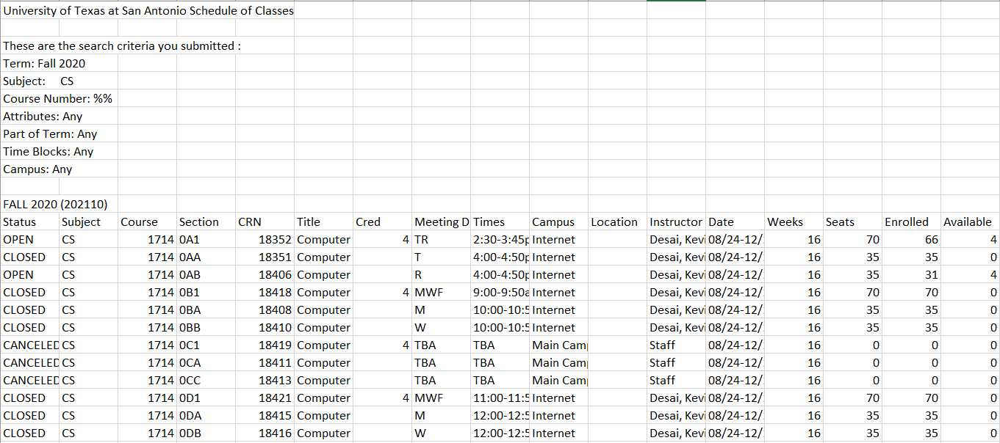 University of Texas at San Antonio Schedule of Classes
These are the search criteria you submitted :
Term: Fall 2020
Subject: CS
Course Number: %%
Attributes: Any
Part of Term: Any
Time Blocks: Any
Campus: Any
FALL 2020 (202110)
Status Subject Course Section CRN Title Cred Meeting D Times Campus Location Instructor Date Weeks Seats Enrolled Available
OPEN CS 1714 0A1 18352 Computer 4 TR 2:30-3:45p Internet Desai, Kevi 08/24-12/ 16 70 66 4
CLOSED CS 1714 0AA 18351 Computer T 4:00-4:50p Internet Desai, Kevi 08/24-12/ 16 35 35 0
OPEN CS 1714 0AB 18406 Computer R 4:00-4:50p Internet Desai, Kevi 08/24-12/ 16 35 31 4
CLOSED CS 1714 0B1 18418 Computer 4 MWF 9:00-9:50a Internet Desai, Kevi 08/24-12/ 16 70 70 0
CLOSED CS 1714 0BA 18408 Computer M 10:00-10:5 Internet Desai, Kevi 08/24-12/ 16 35 35 0
CLOSED CS 1714 0BB 18410 Computer W 10:00-10:5 Internet Desai, Kevi 08/24-12/ 16 35 35 0
CANCELED CS 1714 0C1 18419 Computer 4 TBA TBA Main Cam Staff 08/24-12/ 16 0 0 0
CANCELED CS 1714 0CA 18411 Computer TBA TBA Main Cam Staff 08/24-12/ 16 0 0 0
CANCELED CS 1714 0CC 18413 Computer TBA TBA Main Cam Staff 08/24-12/ 16 0 0 0
CLOSED CS 1714 0D1 18421 Computer 4 MWF 11:00-11:5 Internet Desai, Kevi 08/24-12/ 16 70 70 0
CLOSED CS 1714 0DA 18415 Computer M 12:00-12:5 Internet Desai, Kevi 08/24-12/ 16 35 35 0
CLOSED CS 1714 0DB 18416 Computer W 12:00-12:5 Internet Desai, Kevi 08/24-12/ 16 35 35 0